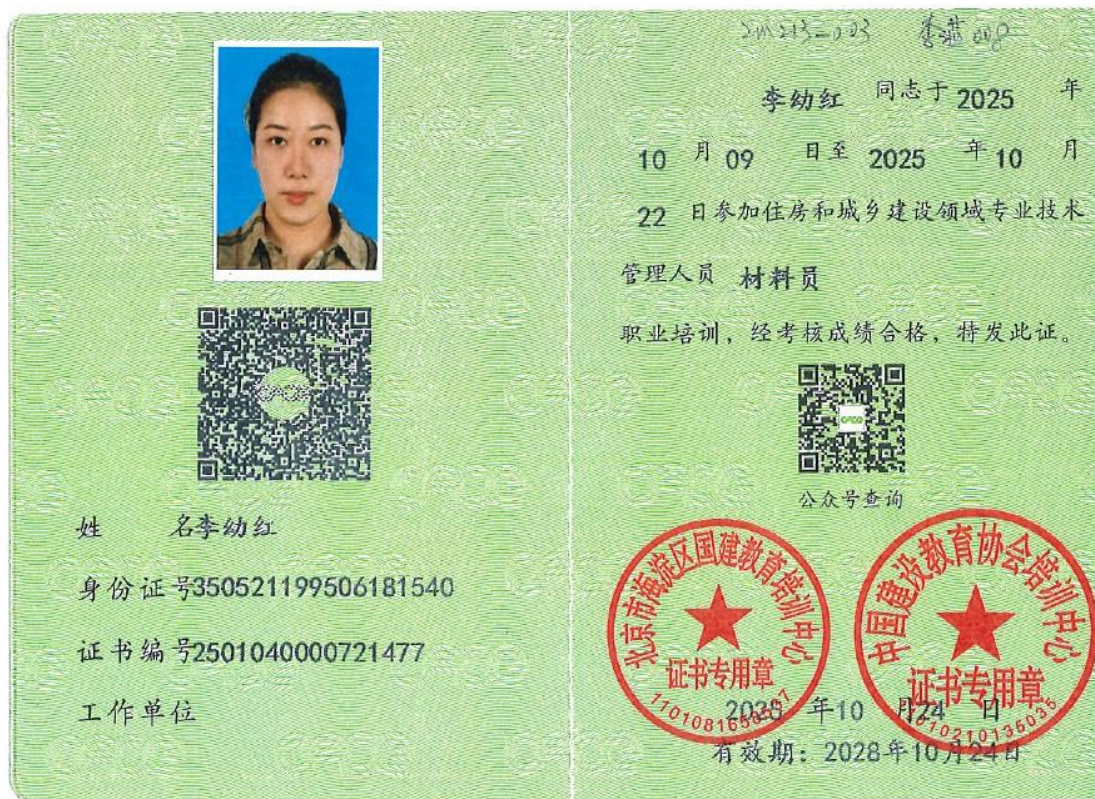 姓 名李幼红
身份证号350521199506181540
证书编号2501040000721477
工作单位
2M213-003
李幼红 同志于 2025 年
10 月 09 日至 2025 年 10 月
22 日参加住房和城乡建设领域专业技术
管理人员 材料员
职业培训，经考核成绩合格，特发此证。
公众号查询
北京市海淀区国建教育培训中心
证书专用章
中国建设教育协会培训中心
证书专用章
年10 月24 日
有效期：2028年10月24日